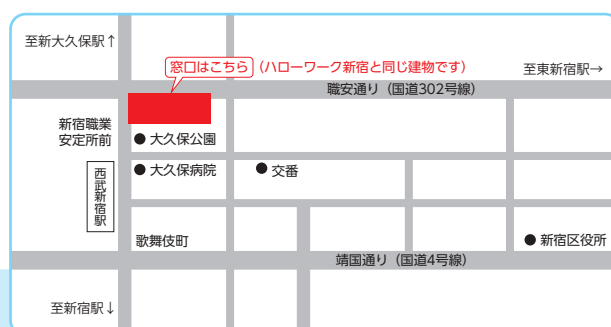 至新大久保駅↑
窓口はこちら（ハローワーク新宿と同じ建物です）
至東新宿駅→
職安通り（国道302号線）
新宿職業
安定所前
●大久保公園
●大久保病院
●交番
西武新宿駅
歌舞伎町
●新宿区役所
靖国通り（国道4号線）
至新宿駅↓